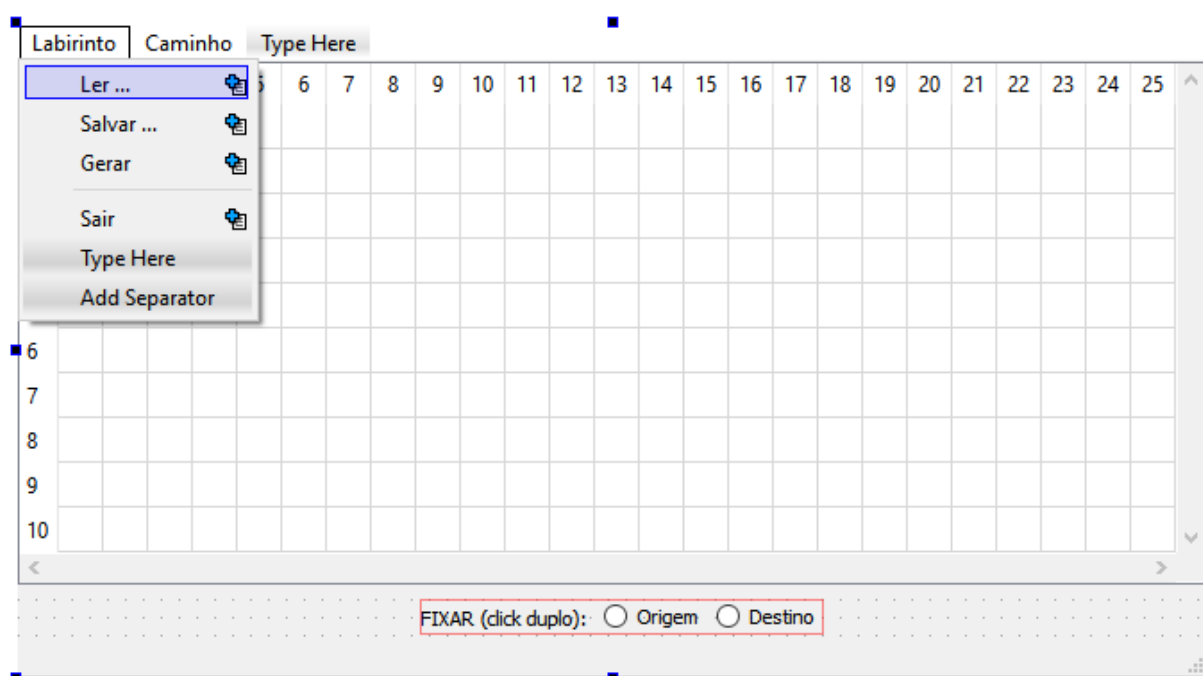 Labirinto Caminho Type Here
Ler ... 6 7 8 9 10 11 12 13 14 15 16 17 18 19 20 21 22 23 24 25
Salvar ...
Gerar
Sair
Type Here
Add Separator
6
7
8
9
10
FIXAR (click duplo): Origem Destino